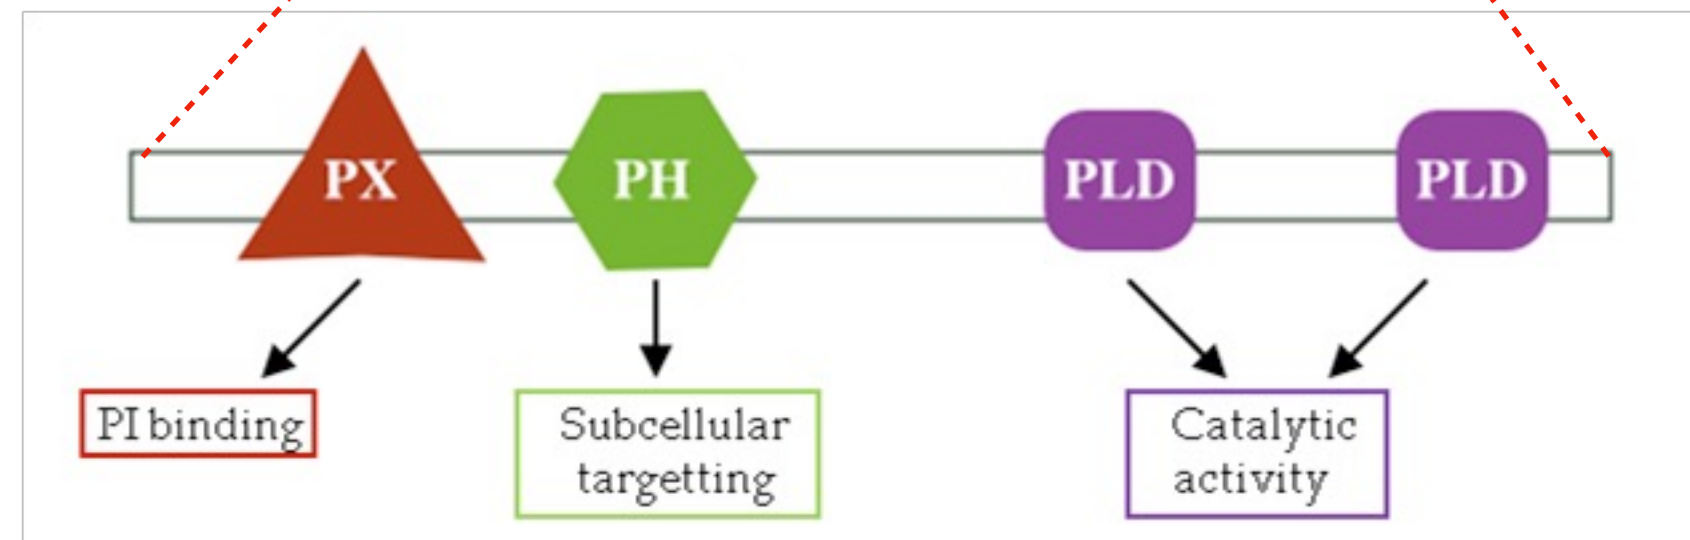 PX
PH
PLD
PLD
PI binding
Subcellular
targetting
Catalytic
activity